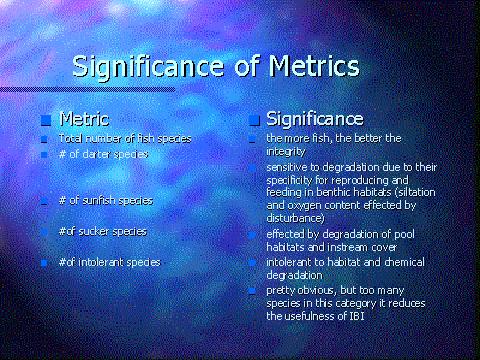 Significance of Metrics
Metric
Total number of fish species
# of darter species
# of sunfish species
#of sucker species
#of intolerant species
Significance
the more fish, the better the
integrity
sensitive to degradation due to their
specificity for reproducing and
feeding in benthic habitats (siltation
and oxygen content effected by
disturbance)
effected by degradation of pool
habitats and instream cover
intolerant to habitat and chemical
degradation
pretty obvious, but too many
species in this category it reduces
the usefulness of IBI